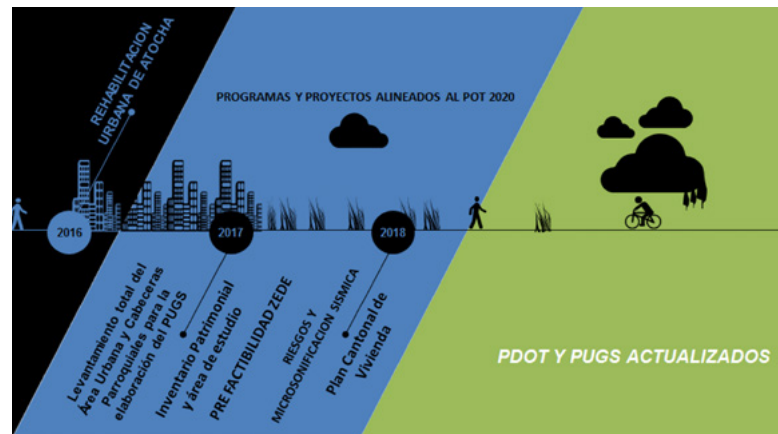 REHABILITACION
URBANA DE ATOCHA
PROGRAMAS Y PROYECTOS ALINEADOS AL POT 2020
2016
2017
2018
Levantamiento total del
Área Urbana y Cabeceras
Parroquiales para la
elaboración del PUGS
Inventario Patrimonial
y área de estudio
PRE FACTIBILIDAD ZEDE
RIESGOS Y
MICROSONIFICACION SISMICA
Plan Cantonal de
Vivienda
PDOT Y PUGS ACTUALIZADOS